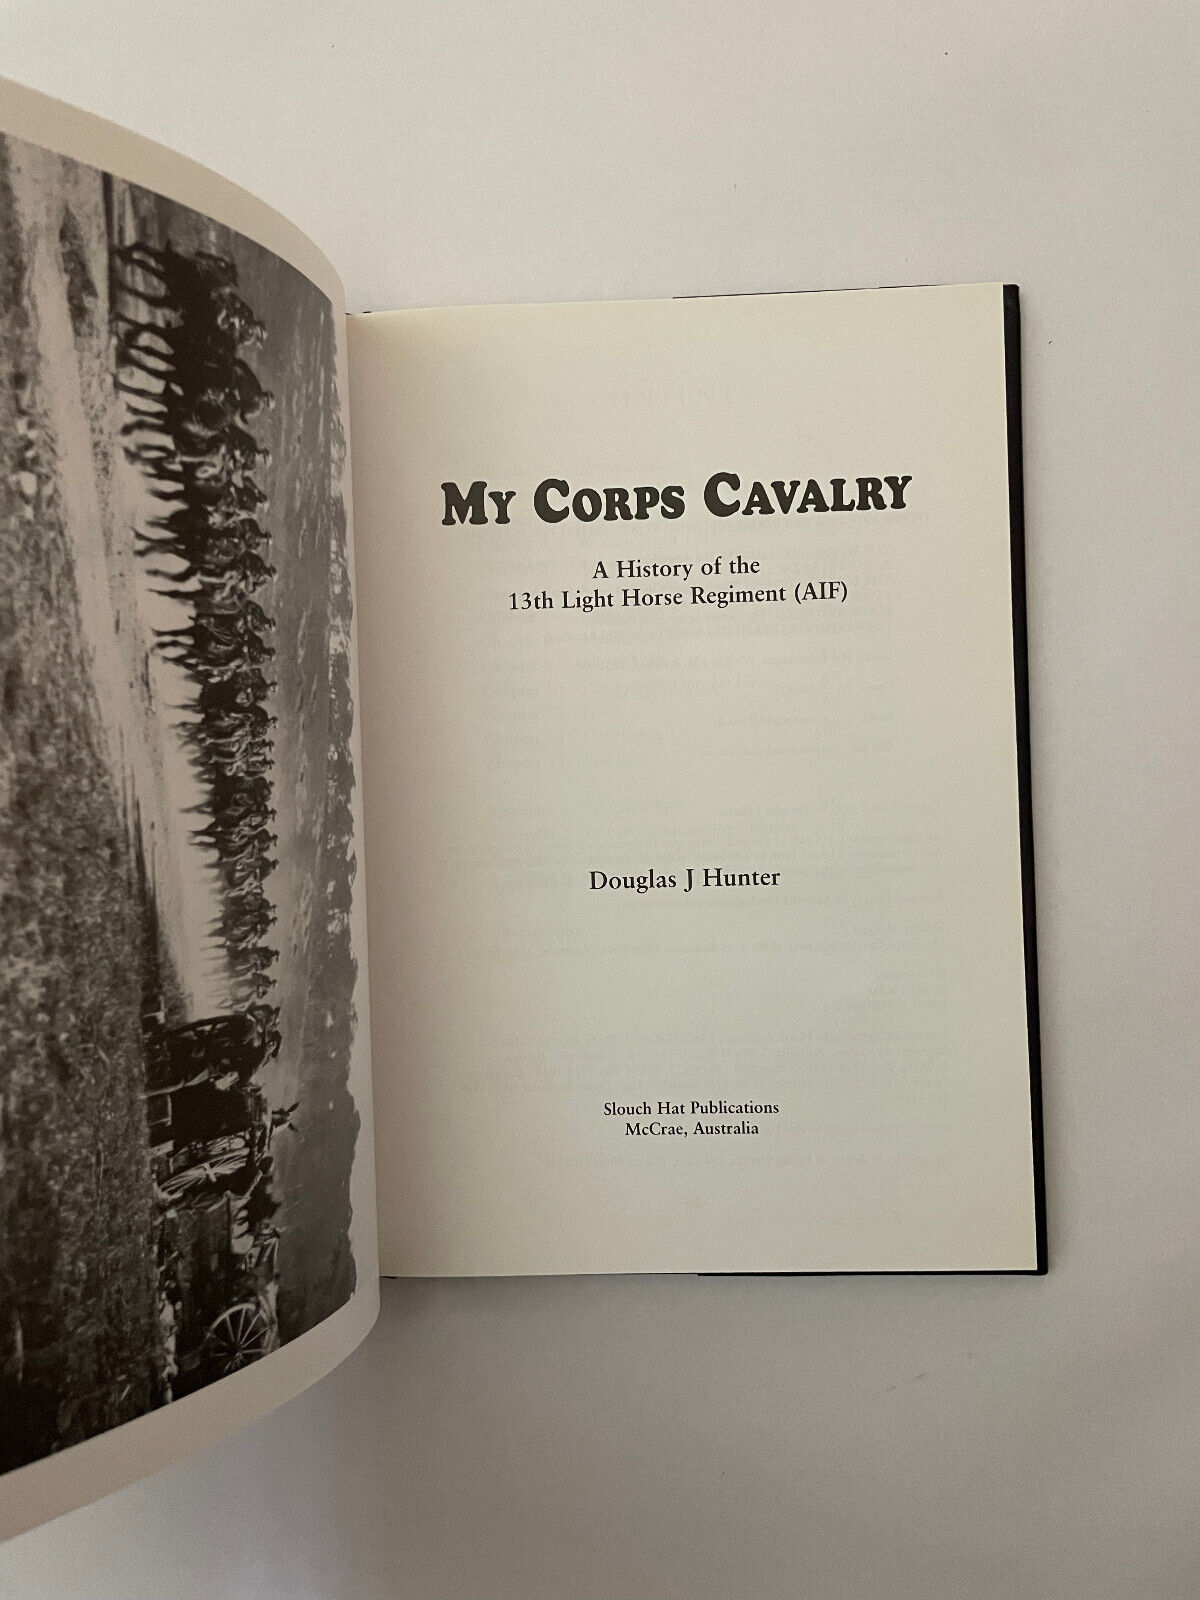 MY CORPS CAVALRY
A History of the
13th Light Horse Regiment (AIF)
Douglas J Hunter
Slouch Hat Publications
McCrae, Australia